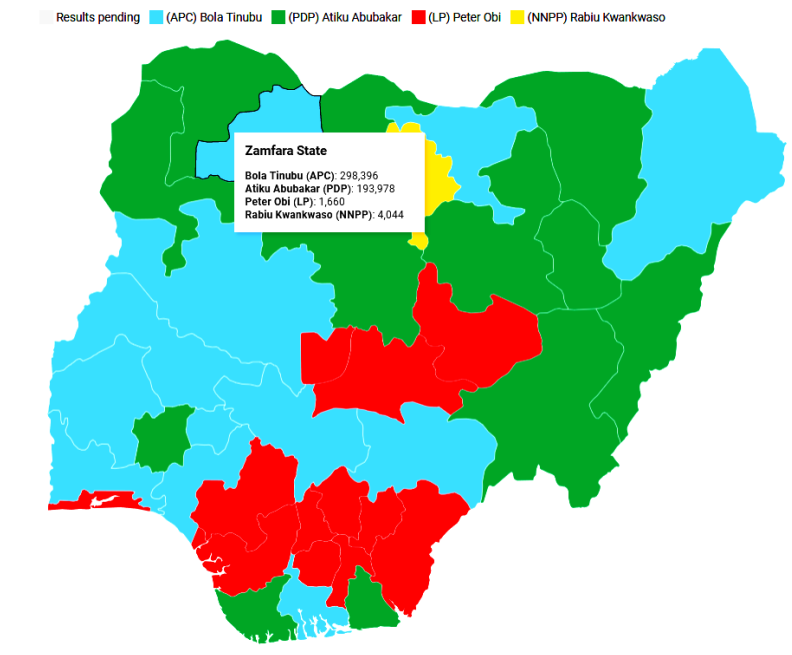 Results pending (APC) Bola Tinubu (PDP) Atiku Abubakar (LP) Peter Obi (NNPP) Rabiu Kwankwaso
Zamfara State
Bola Tinubu (APC): 298,396
Atiku Abubakar (PDP): 193,978
Peter Obi (LP): 1,660
Rabiu Kwankwaso (NNPP): 4,044